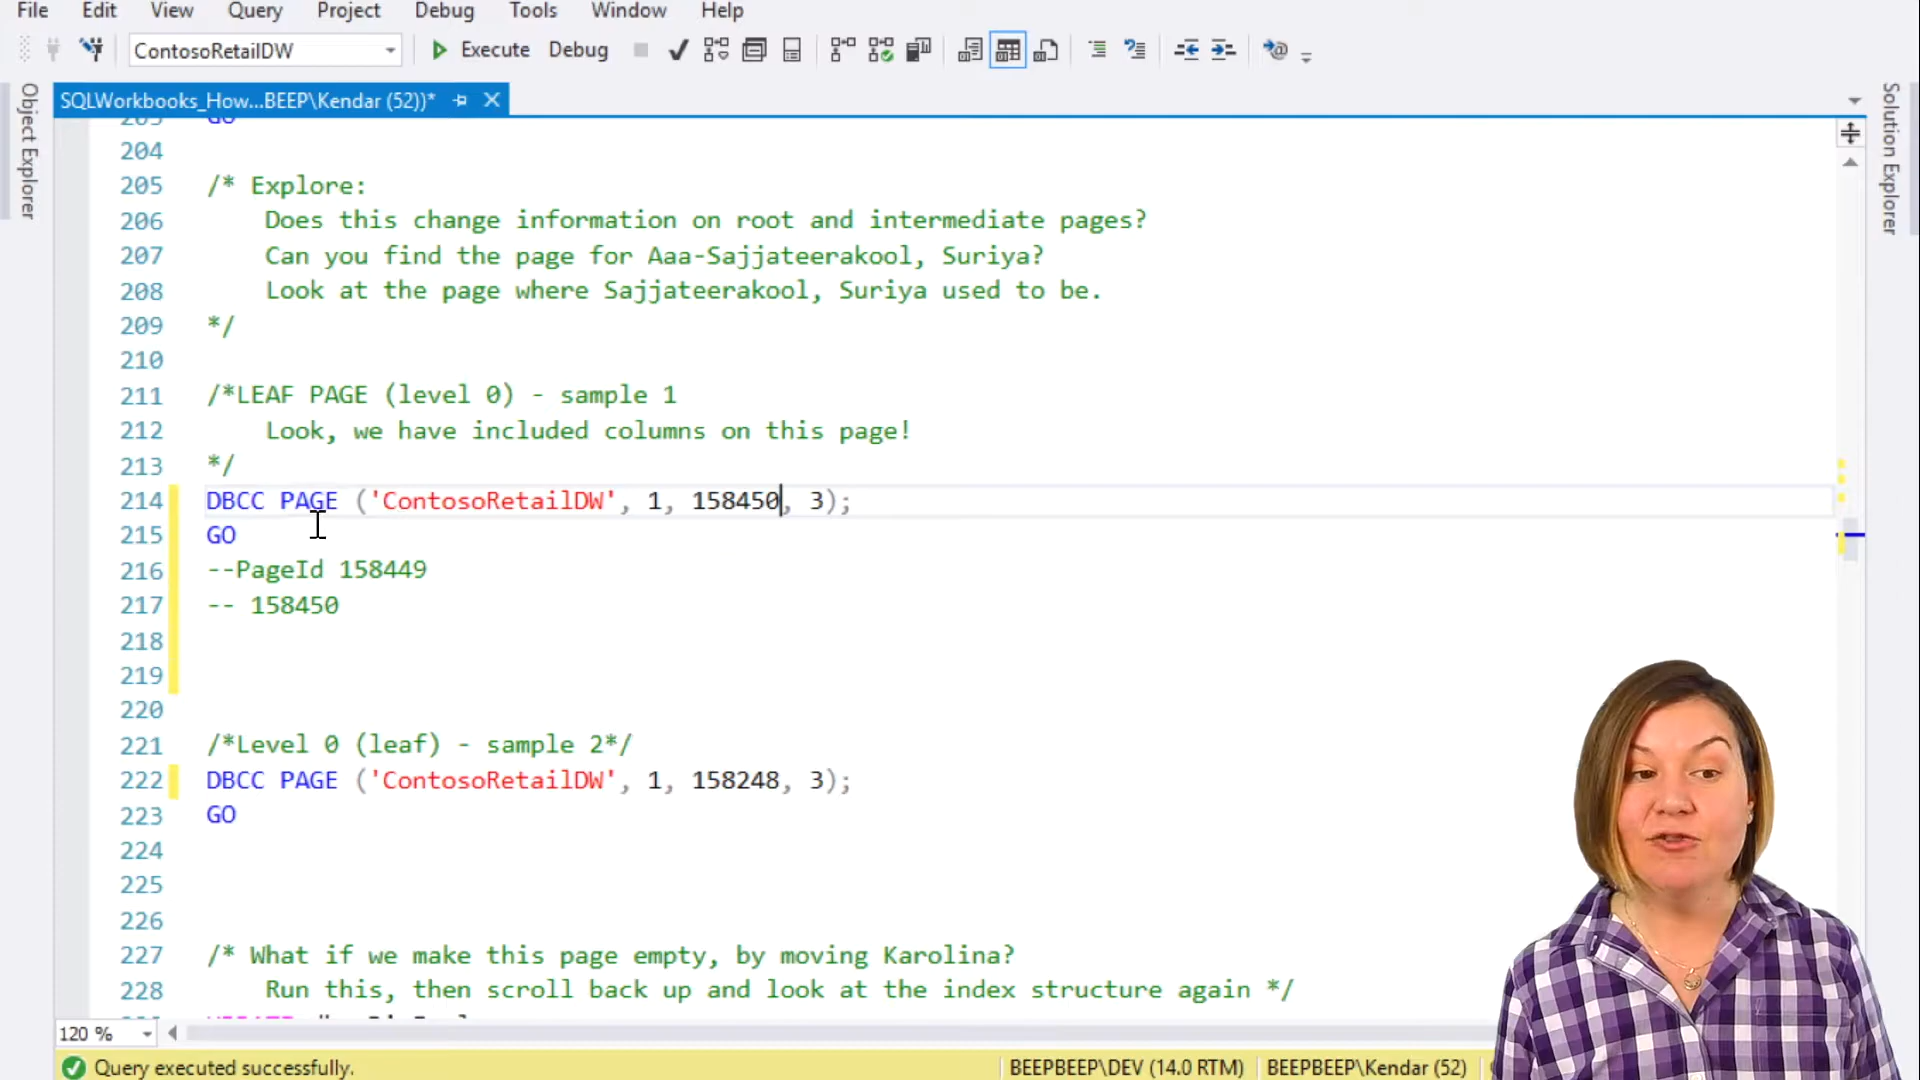 File Edit View Query Project Debug Tools Window Help
ContosoRetailDW Execute Debug
SQLWorkbooks_How...BEEP\Kendar (52))*
Object Explorer
Solution Explorer
203 GO
204
205 /* Explore:
206 Does this change information on root and intermediate pages?
207 Can you find the page for Aaa-Sajjateerakool, Suriya?
208 Look at the page where Sajjateerakool, Suriya used to be.
209 */
210
211 /*LEAF PAGE (level 0) - sample 1
212 Look, we have included columns on this page!
213 */
214 DBCC PAGE ('ContosoRetailDW', 1, 158450, 3);
215 GO
216 --PageId 158449
217 -- 158450
218
219
220
221 /*Level 0 (leaf) - sample 2*/
222 DBCC PAGE ('ContosoRetailDW', 1, 158248, 3);
223 GO
224
225
226
227 /* What if we make this page empty, by moving Karolina?
228 Run this, then scroll back up and look at the index structure again */
120 %
Query executed successfully. BEEPBEEP\DEV (14.0 RTM) BEEPBEEP\Kendar (52)